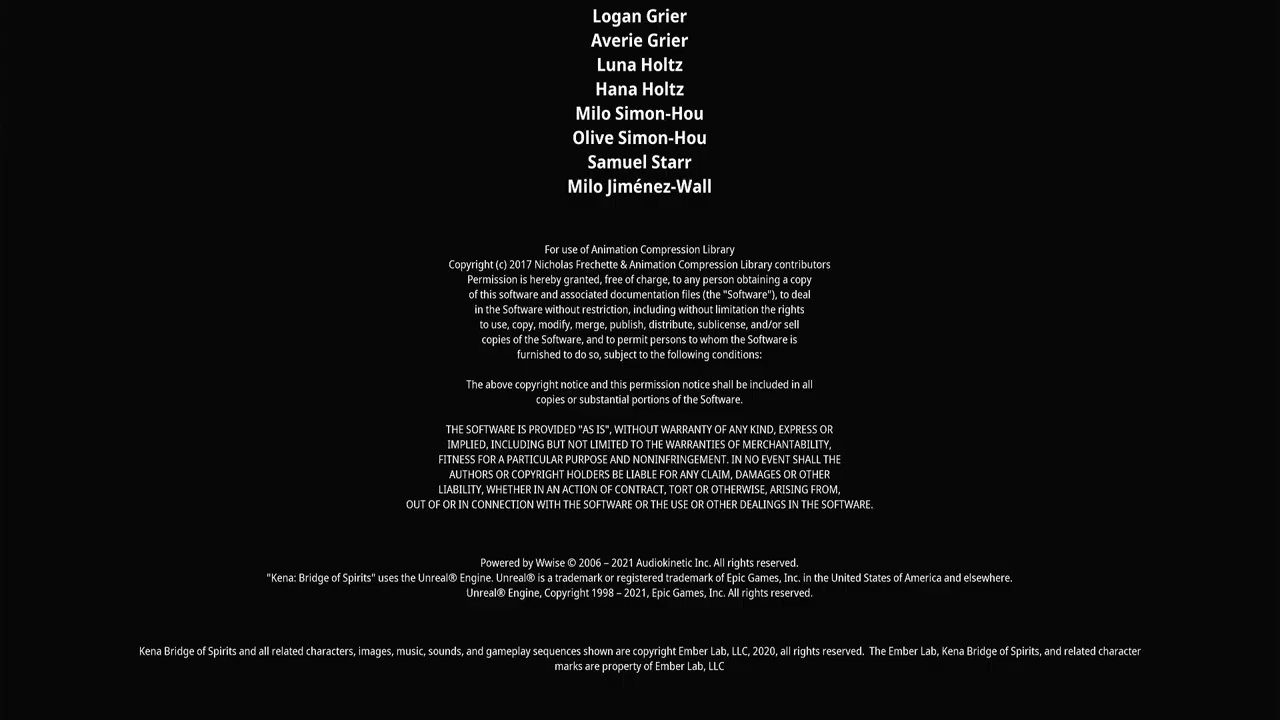 Logan Grier
Averie Grier
Luna Holtz
Hana Holtz
Milo Simon-Hou
Olive Simon-Hou
Samuel Starr
Milo Jiménez-Wall
For use of Animation Compression Library
Copyright (c) 2017 Nicholas Frechette & Animation Compression Library contributors
Permission is hereby granted, free of charge, to any person obtaining a copy
of this software and associated documentation files (the "Software"), to deal
in the Software without restriction, including without limitation the rights
to use, copy, modify, merge, publish, distribute, sublicense, and/or sell
copies of the Software, and to permit persons to whom the Software is
furnished to do so, subject to the following conditions:
The above copyright notice and this permission notice shall be included in all
copies or substantial portions of the Software.
THE SOFTWARE IS PROVIDED "AS IS", WITHOUT WARRANTY OF ANY KIND, EXPRESS OR
IMPLIED, INCLUDING BUT NOT LIMITED TO THE WARRANTIES OF MERCHANTABILITY,
FITNESS FOR A PARTICULAR PURPOSE AND NONINFRINGEMENT. IN NO EVENT SHALL THE
AUTHORS OR COPYRIGHT HOLDERS BE LIABLE FOR ANY CLAIM, DAMAGES OR OTHER
LIABILITY, WHETHER IN AN ACTION OF CONTRACT, TORT OR OTHERWISE, ARISING FROM,
OUT OF OR IN CONNECTION WITH THE SOFTWARE OR THE USE OR OTHER DEALINGS IN THE SOFTWARE.
Powered by Wwise © 2006 – 2021 Audiokinetic Inc. All rights reserved.
"Kena: Bridge of Spirits" uses the Unreal® Engine. Unreal® is a trademark or registered trademark of Epic Games, Inc. in the United States of America and elsewhere.
Unreal® Engine, Copyright 1998 – 2021, Epic Games, Inc. All rights reserved.
Kena Bridge of Spirits and all related characters, images, music, sounds, and gameplay sequences shown are copyright Ember Lab, LLC, 2020, all rights reserved.  The Ember Lab, Kena Bridge of Spirits, and related character
marks are property of Ember Lab, LLC